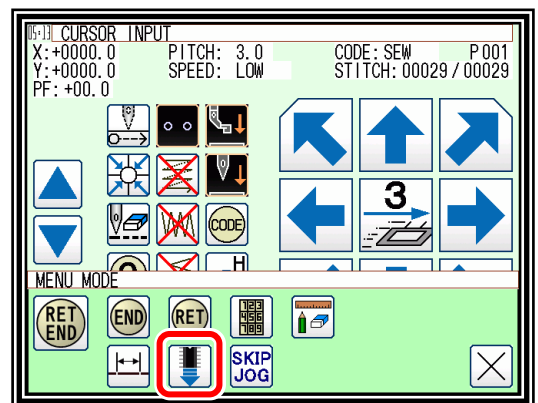 05-13 CURSOR INPUT
X:+0000.0 PITCH: 3.0 CODE:SEW P001
Y:+0000.0 SPEED: LOW STITCH:00029/00029
PF:+00.0
3
CODE
H
MENU MODE
RET END
END
RET
123
456
789
SKIP JOG